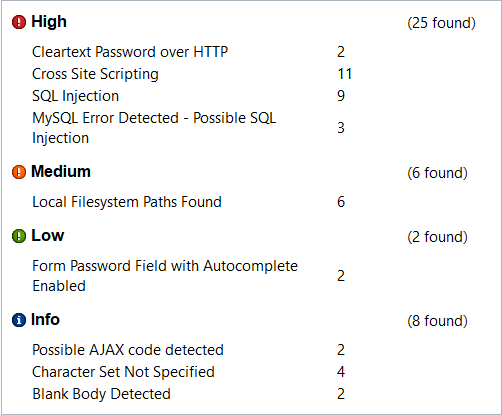 High (25 found)
Cleartext Password over HTTP 2
Cross Site Scripting 11
SQL Injection 9
MySQL Error Detected - Possible SQL
Injection 3
Medium (6 found)
Local Filesystem Paths Found 6
Low (2 found)
Form Password Field with Autocomplete
Enabled 2
Info (8 found)
Possible AJAX code detected 2
Character Set Not Specified 4
Blank Body Detected 2